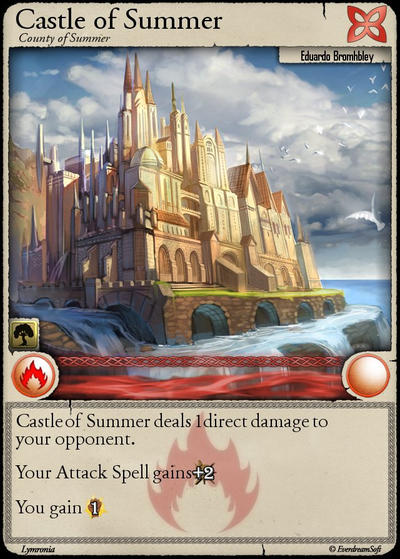 Castle of Summer
County of Summer
Eduardo Bromhbley
Castle of Summer deals 1 direct damage to
your opponent.
Your Attack Spell gains +2
You gain 1
Lymronia
© EverdreamSoft